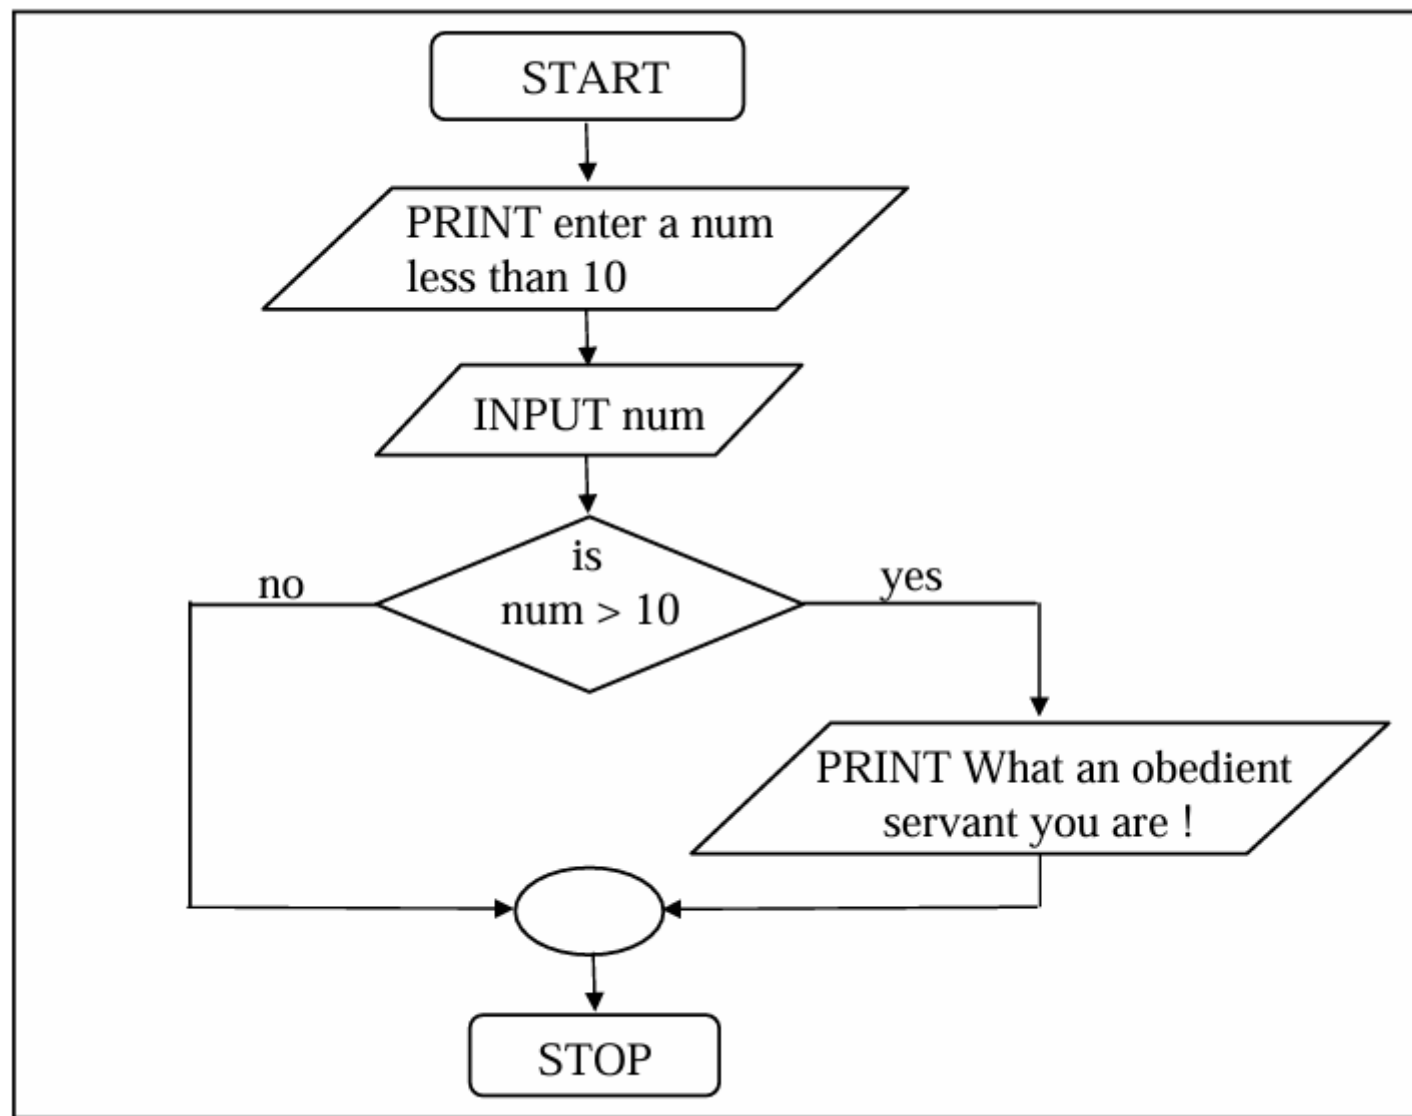 START
PRINT enter a num
less than 10
INPUT num
is
num > 10
no
yes
PRINT What an obedient
servant you are !
STOP